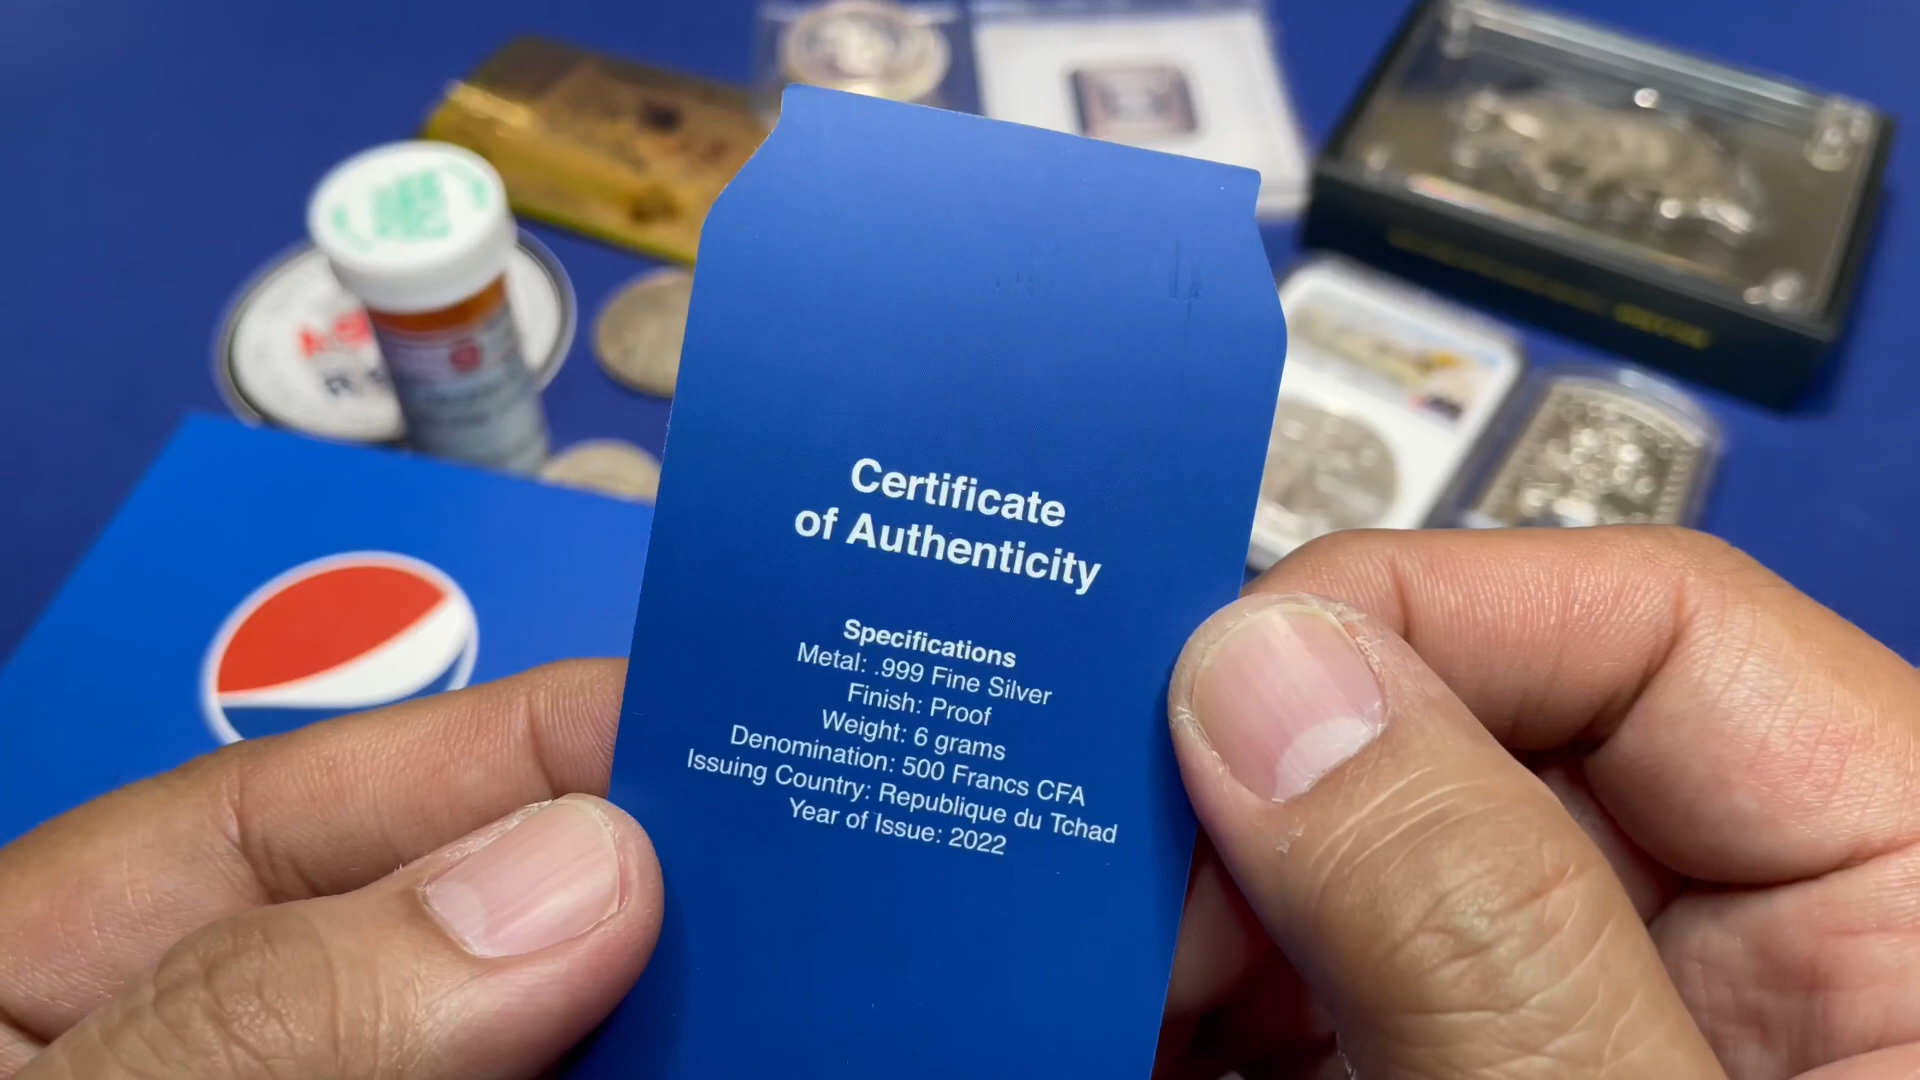 Certificate
of Authenticity
Specifications
Metal: .999 Fine Silver
Finish: Proof
Weight: 6 grams
Denomination: 500 Francs CFA
Issuing Country: Republique du Tchad
Year of Issue: 2022